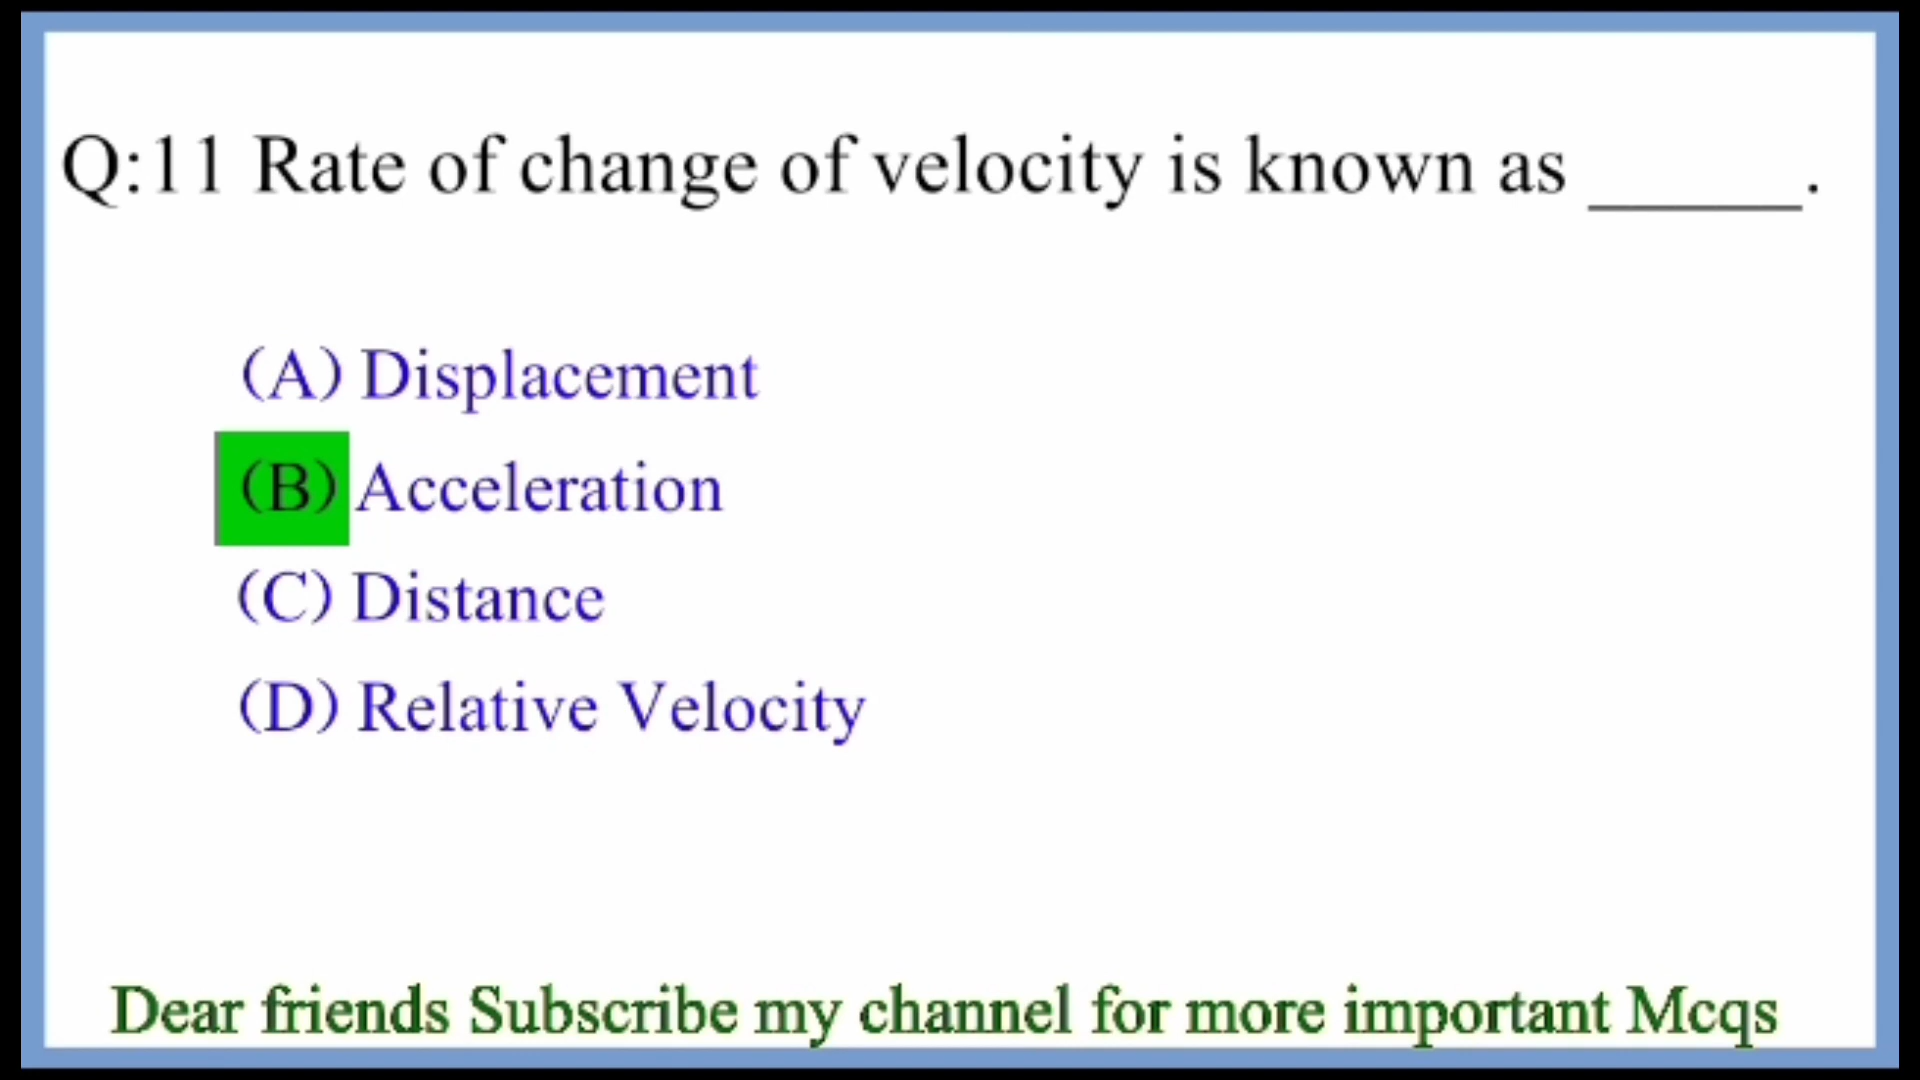 Q:11 Rate of change of velocity is known as ______.
(A) Displacement
(B) Acceleration
(C) Distance
(D) Relative Velocity
Dear friends Subscribe my channel for more important Mcqs